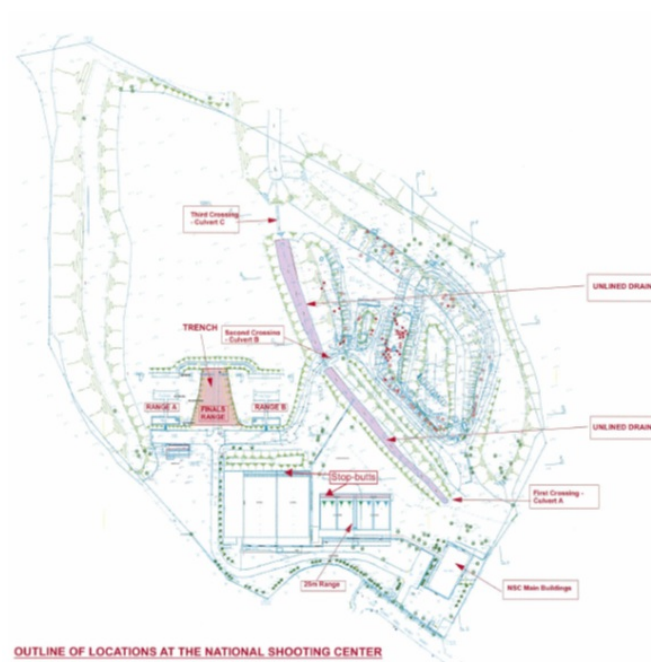 Third Crossing
- Culvert C
UNLINED DRAIN
TRENCH
Second Crossing
- Culvert B
RANGE A
FINALS
RANGE
RANGE B
UNLINED DRAIN
Stop-butts
First Crossing -
Culvert A
25m Range
NSC Main Buildings
OUTLINE OF LOCATIONS AT THE NATIONAL SHOOTING CENTER